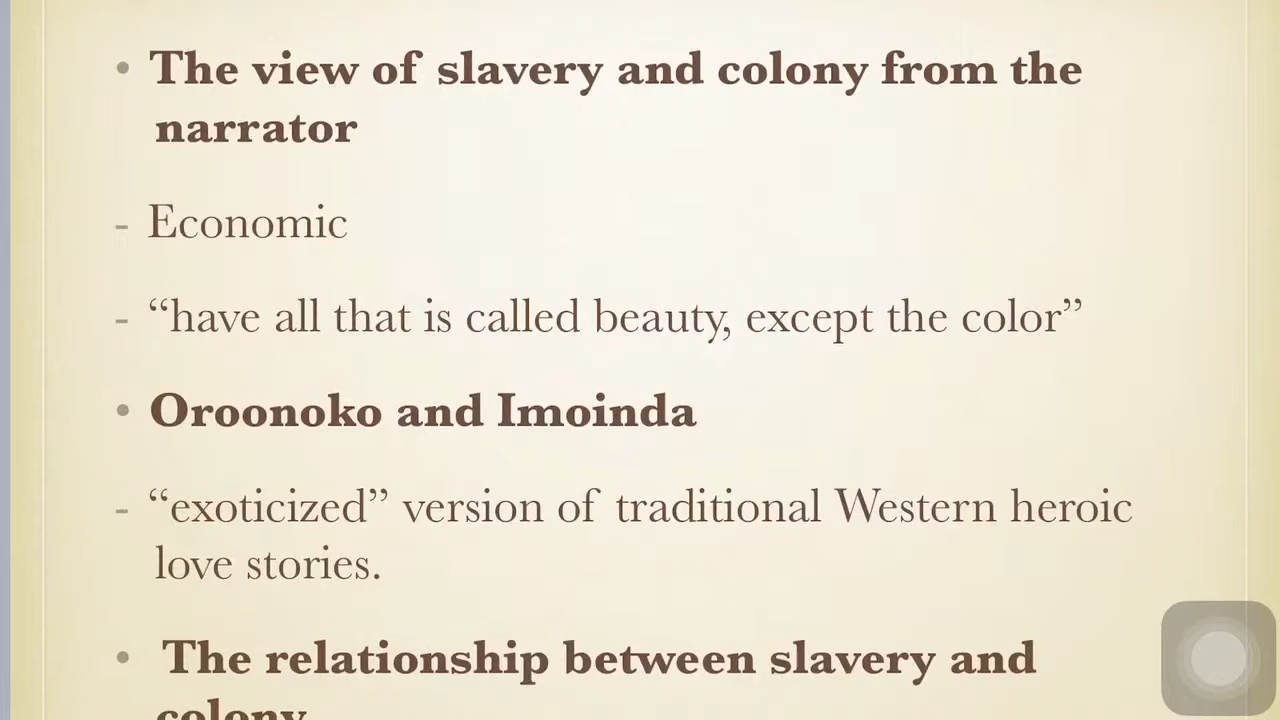 • The view of slavery and colony from the
narrator
- Economic
- “have all that is called beauty, except the color”
• Oroonoko and Imoinda
- “exoticized” version of traditional Western heroic
love stories.
• The relationship between slavery and
colony